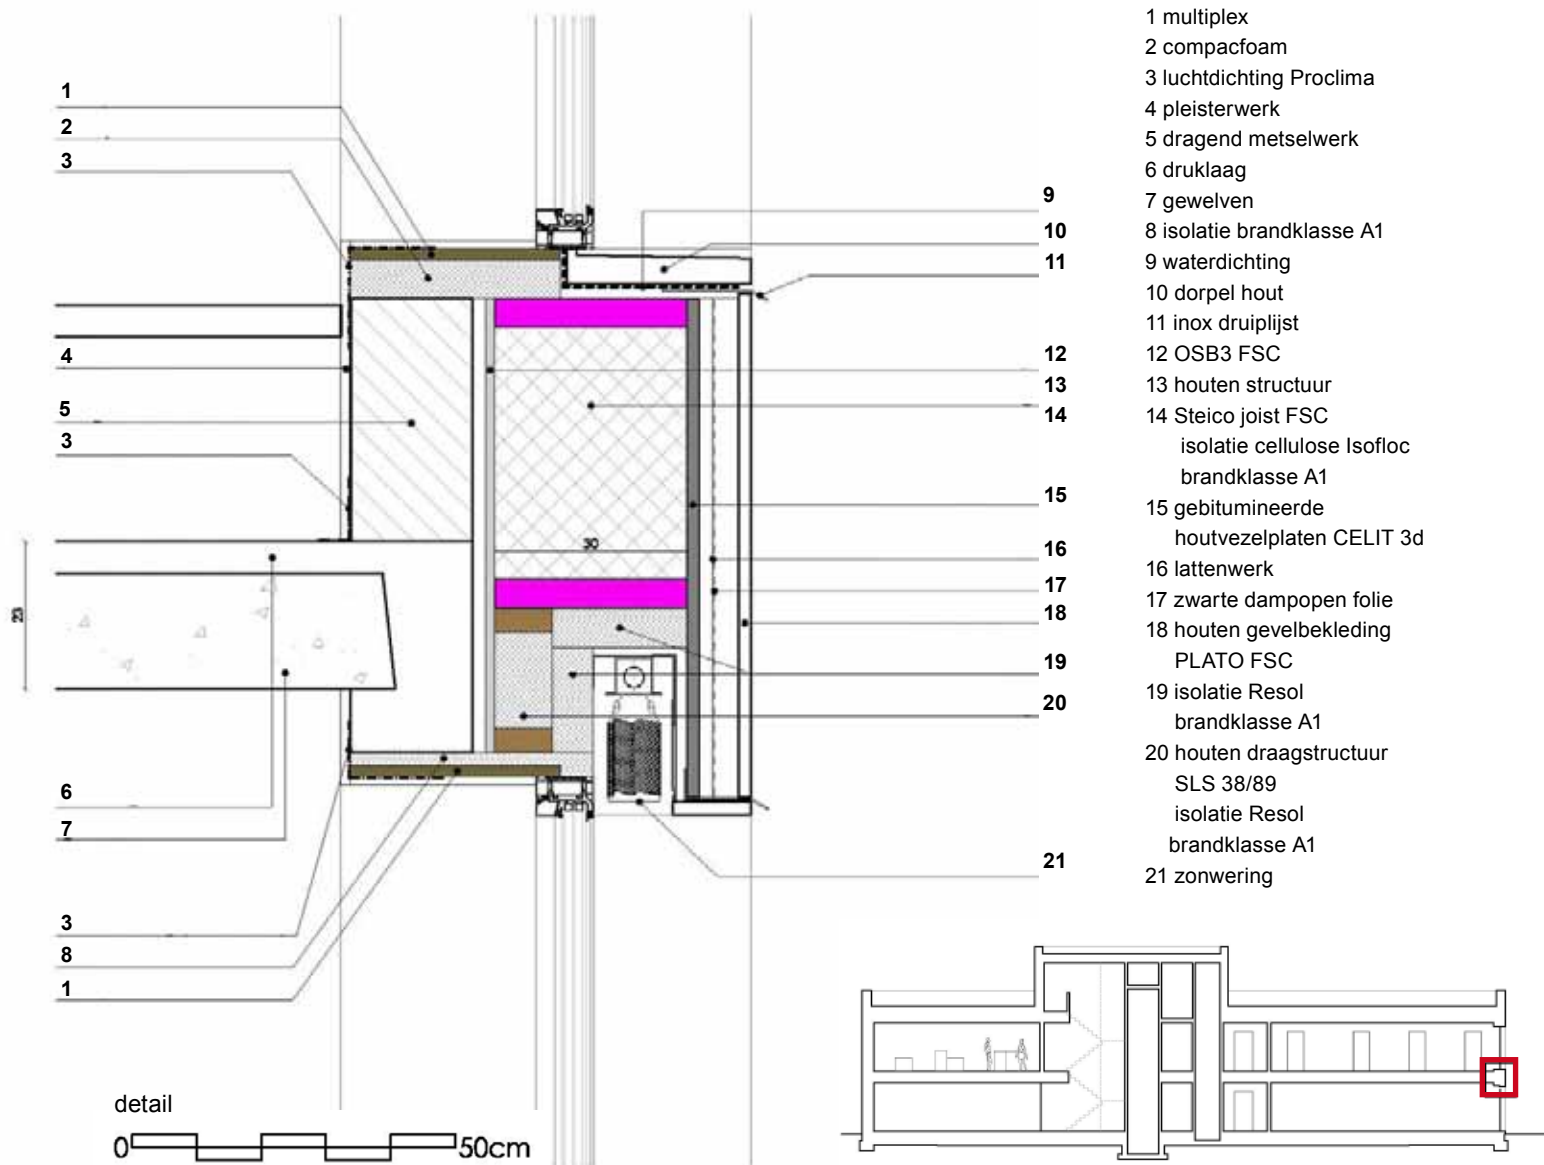 1 multiplex
2 compacfoam
3 luchtdichting Proclima
4 pleisterwerk
5 dragend metselwerk
6 druklaag
7 gewelven
8 isolatie brandklasse A1
9 waterdichting
10 dorpel hout
11 inox druiplijst
12 OSB3 FSC
13 houten structuur
14 Steico joist FSC
isolatie cellulose Isofloc
brandklasse A1
15 gebitumineerde
houtvezelplaten CELIT 3d
16 lattenwerk
17 zwarte dampopen folie
18 houten gevelbekleding
PLATO FSC
19 isolatie Resol
brandklasse A1
20 houten draagstructuur
SLS 38/89
isolatie Resol
brandklasse A1
21 zonwering
1
2
3
4
5
3
6
7
3
8
1
9
10
11
12
13
14
15
16
17
18
19
20
21
30
23
detail
0 50cm